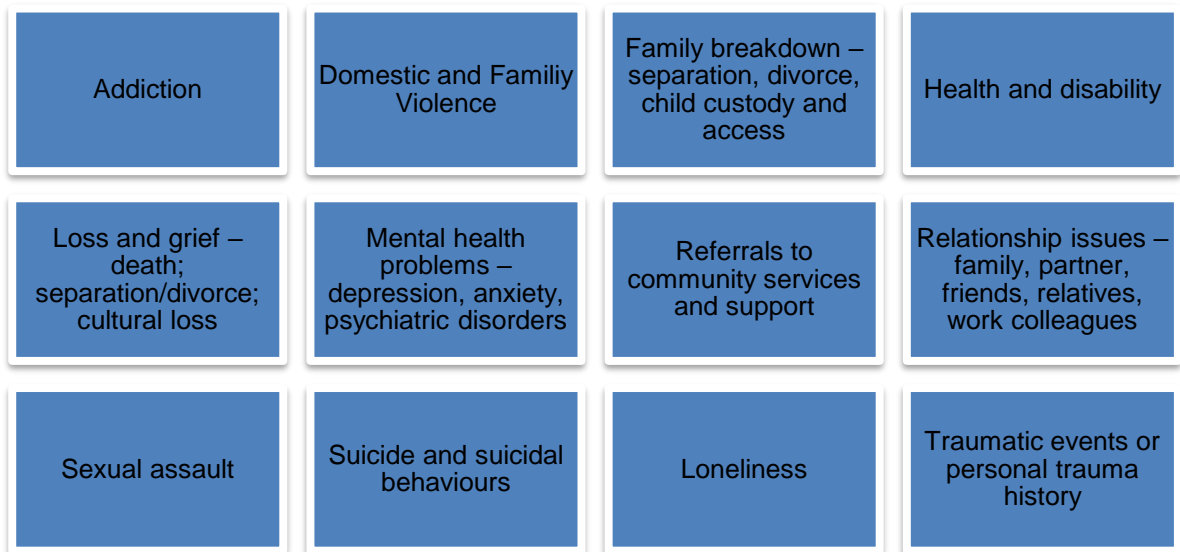 Addiction
Domestic and Familiy
Violence
Family breakdown –
separation, divorce,
child custody and
access
Health and disability
Loss and grief –
death;
separation/divorce;
cultural loss
Mental health
problems –
depression, anxiety,
psychiatric disorders
Referrals to
community services
and support
Relationship issues –
family, partner,
friends, relatives,
work colleagues
Sexual assault
Suicide and suicidal
behaviours
Loneliness
Traumatic events or
personal trauma
history